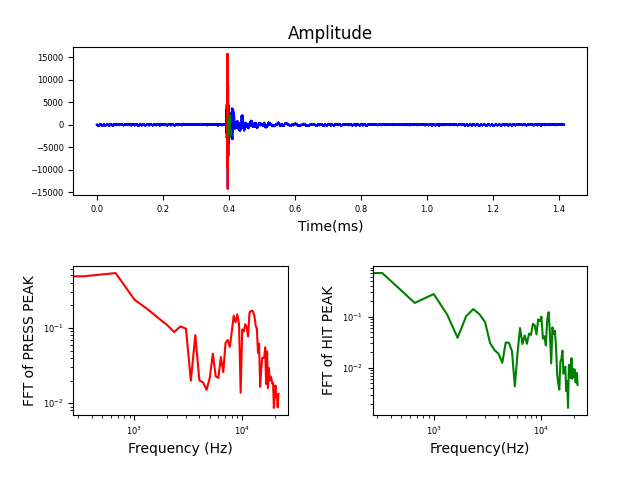 Amplitude
15000
10000
5000
0
−5000
−10000
−15000
0.0 0.2 0.4 0.6 0.8 1.0 1.2 1.4
Time(ms)
FFT of PRESS PEAK
10⁻¹
10⁻²
10³ 10⁴
Frequency (Hz)
FFT of HIT PEAK
10⁻¹
10⁻²
10³ 10⁴
Frequency(Hz)